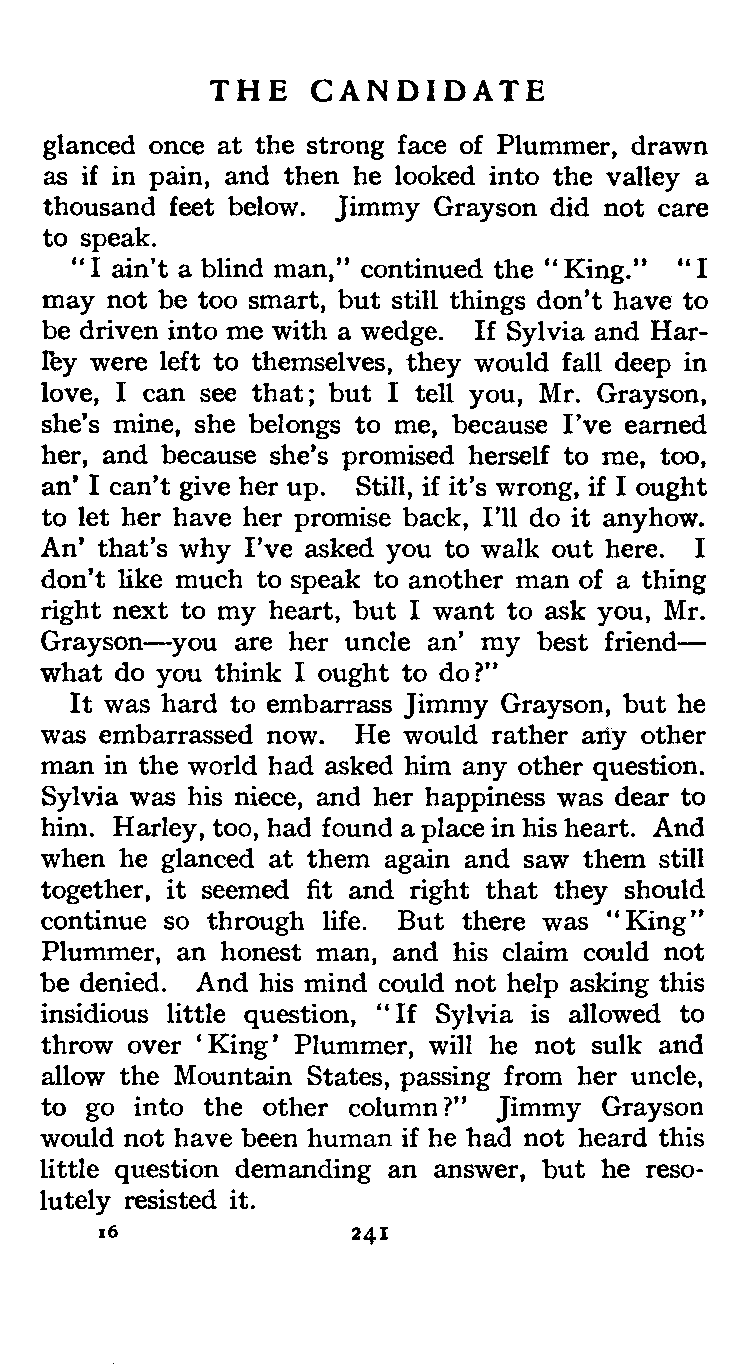 THE CANDIDATE
glanced once at the strong face of Plummer, drawn
as if in pain, and then he looked into the valley a
thousand feet below. Jimmy Grayson did not care
to speak.
"I ain't a blind man," continued the "King." "I
may not be too smart, but still things don't have to
be driven into me with a wedge. If Sylvia and Har-
ley were left to themselves, they would fall deep in
love, I can see that; but I tell you, Mr. Grayson,
she's mine, she belongs to me, because I've earned
her, and because she's promised herself to me, too,
an' I can't give her up. Still, if it's wrong, if I ought
to let her have her promise back, I'll do it anyhow.
An' that's why I've asked you to walk out here. I
don't like much to speak to another man of a thing
right next to my heart, but I want to ask you, Mr.
Grayson—you are her uncle an' my best friend—
what do you think I ought to do?"
It was hard to embarrass Jimmy Grayson, but he
was embarrassed now. He would rather any other
man in the world had asked him any other question.
Sylvia was his niece, and her happiness was dear to
him. Harley, too, had found a place in his heart. And
when he glanced at them again and saw them still
together, it seemed fit and right that they should
continue so through life. But there was "King"
Plummer, an honest man, and his claim could not
be denied. And his mind could not help asking this
insidious little question, "If Sylvia is allowed to
throw over 'King' Plummer, will he not sulk and
allow the Mountain States, passing from her uncle,
to go into the other column?" Jimmy Grayson
would not have been human if he had not heard this
little question demanding an answer, but he reso-
lutely resisted it.
16 241